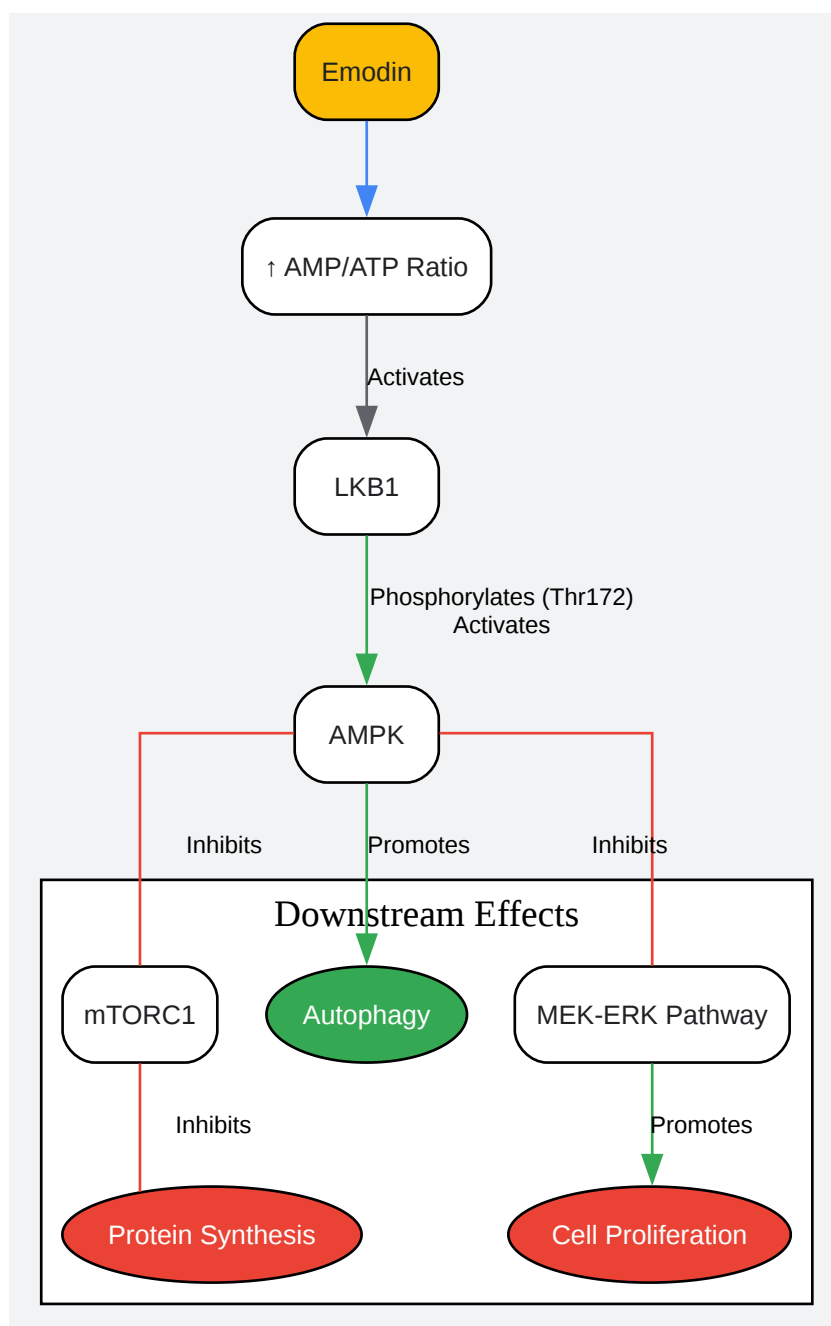 Emodin
↑ AMP/ATP Ratio
Activates
LKB1
Phosphorylates (Thr172)
Activates
AMPK
Inhibits
Promotes
Inhibits
Downstream Effects
mTORC1
Autophagy
MEK-ERK Pathway
Inhibits
Promotes
Protein Synthesis
Cell Proliferation